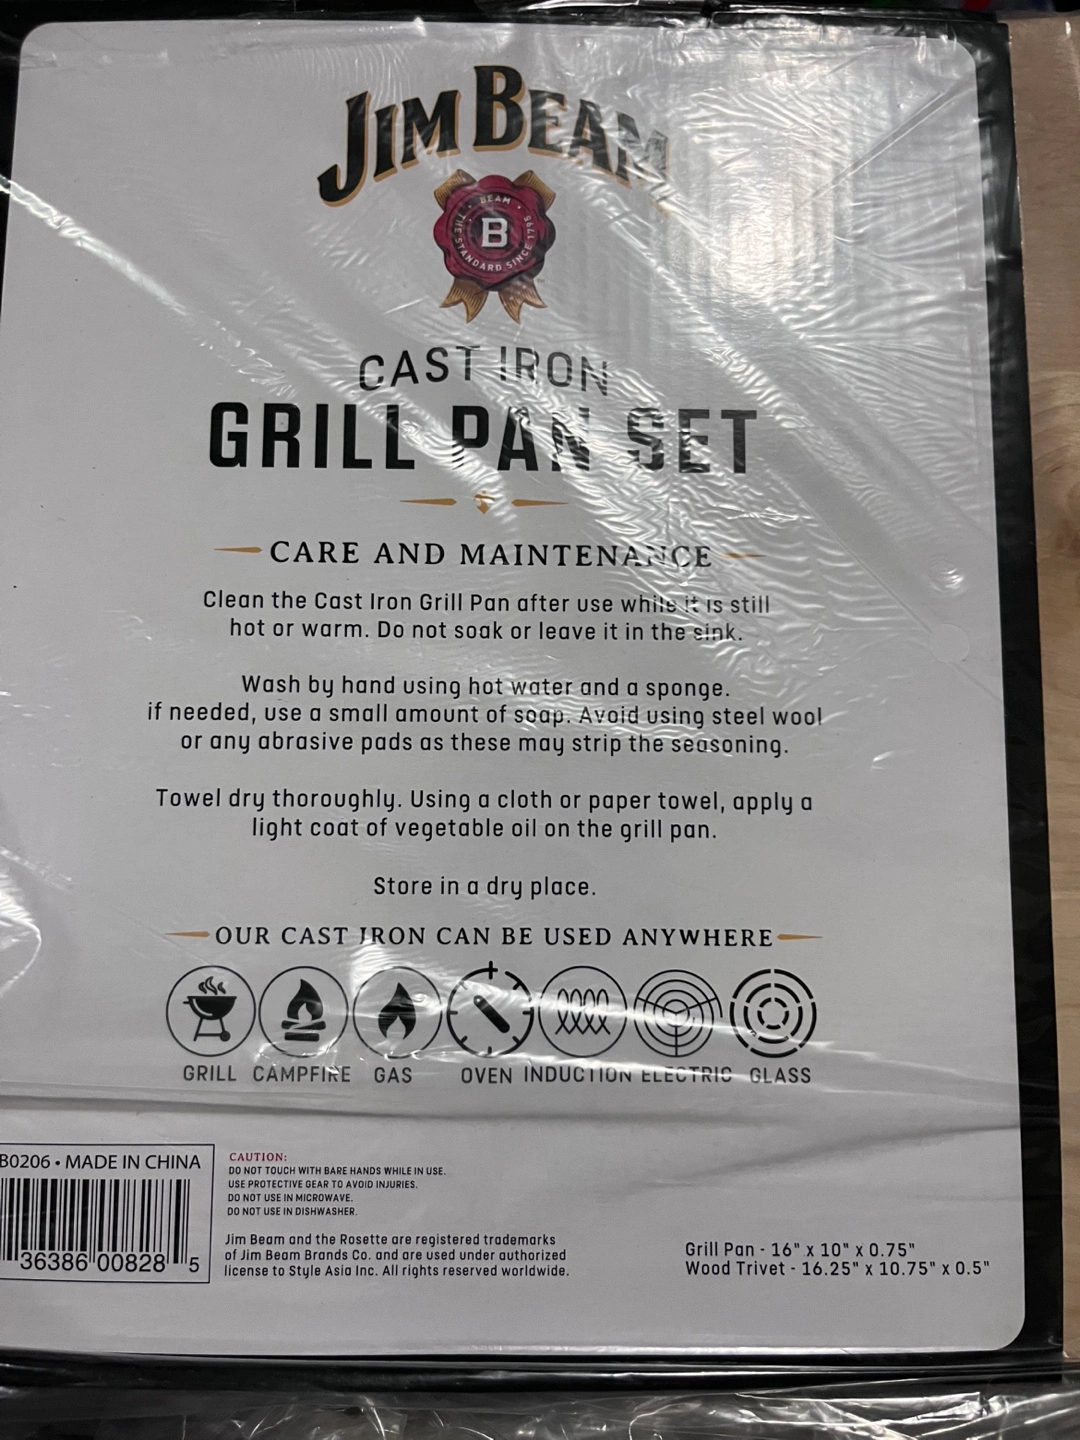 JIM BEAM
BEAM
THE STANDARD SINCE 1795
B
CAST IRON
GRILL PAN SET
CARE AND MAINTENANCE
Clean the Cast Iron Grill Pan after use while it is still
hot or warm. Do not soak or leave it in the sink.
Wash by hand using hot water and a sponge.
if needed, use a small amount of soap. Avoid using steel wool
or any abrasive pads as these may strip the seasoning.
Towel dry thoroughly. Using a cloth or paper towel, apply a
light coat of vegetable oil on the grill pan.
Store in a dry place.
OUR CAST IRON CAN BE USED ANYWHERE
GRILL CAMPFIRE GAS OVEN INDUCTION ELECTRIC GLASS
B0206 • MADE IN CHINA
36386 00828 5
CAUTION:
DO NOT TOUCH WITH BARE HANDS WHILE IN USE.
USE PROTECTIVE GEAR TO AVOID INJURIES.
DO NOT USE IN MICROWAVE.
DO NOT USE IN DISHWASHER.
Jim Beam and the Rosette are registered trademarks
of Jim Beam Brands Co. and are used under authorized
license to Style Asia Inc. All rights reserved worldwide.
Grill Pan - 16" x 10" x 0.75"
Wood Trivet - 16.25" x 10.75" x 0.5"